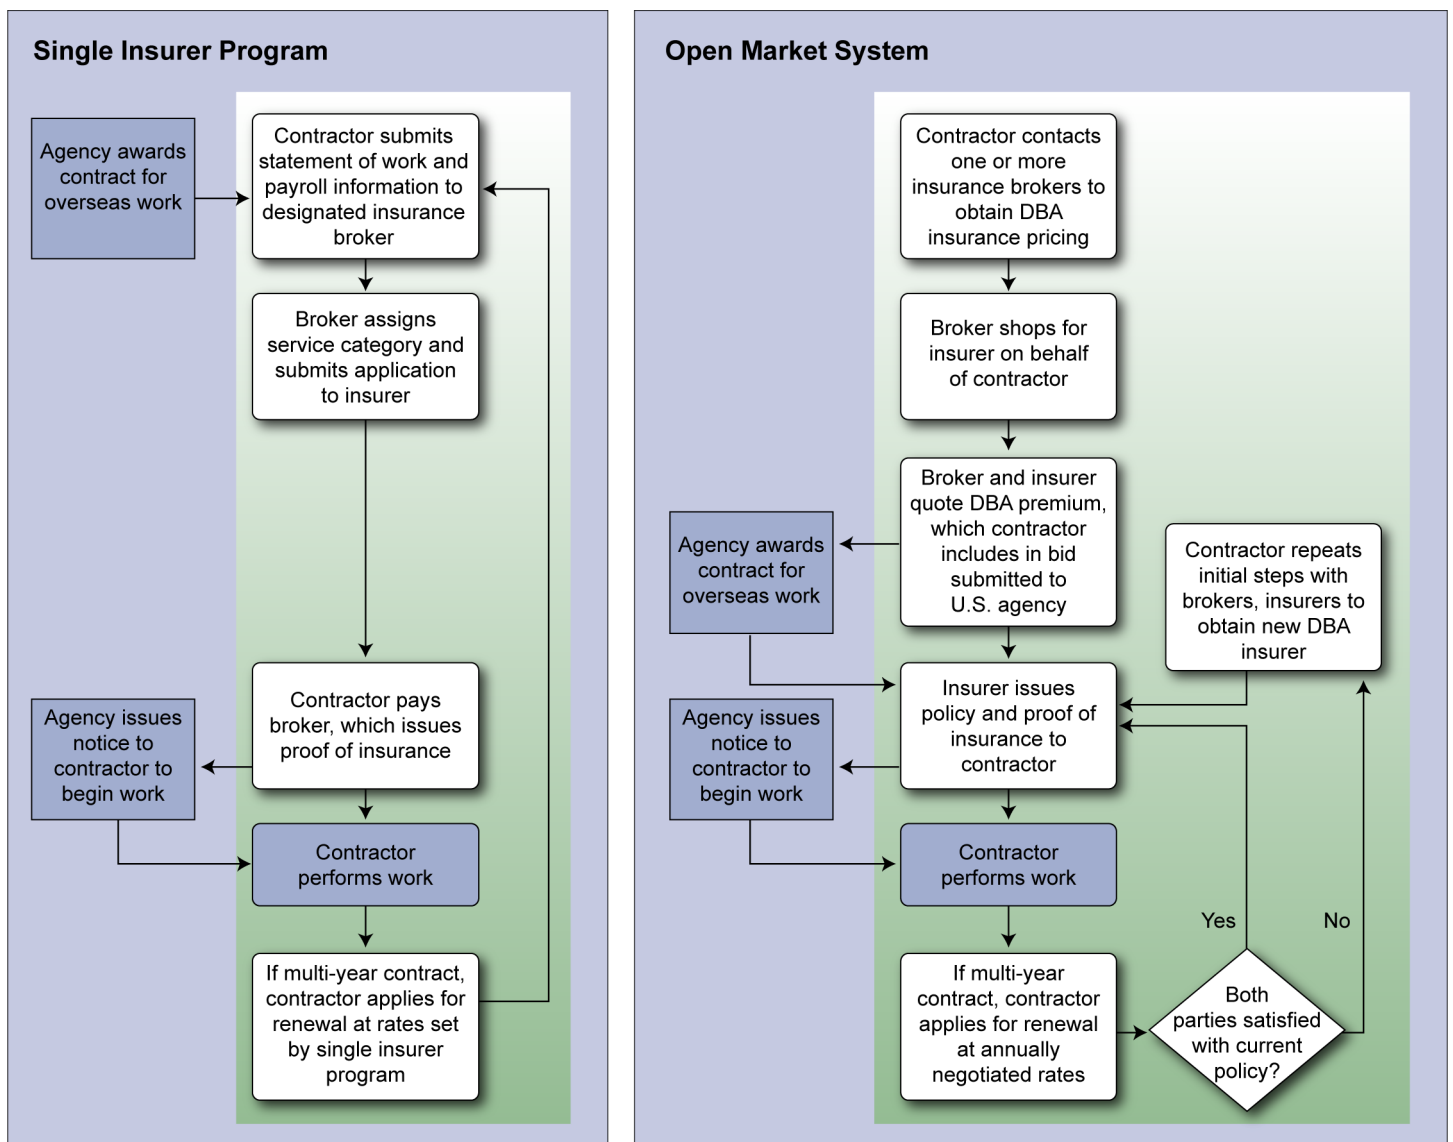 Single Insurer Program
Agency awards
contract for
overseas work
Contractor submits
statement of work and
payroll information to
designated insurance
broker
Broker assigns
service category and
submits application
to insurer
Contractor pays
broker, which issues
proof of insurance
Agency issues
notice to
contractor to
begin work
Contractor
performs work
If multi-year contract,
contractor applies for
renewal at rates set
by single insurer
program
Open Market System
Contractor contacts
one or more
insurance brokers to
obtain DBA
insurance pricing
Broker shops for
insurer on behalf
of contractor
Broker and insurer
quote DBA premium,
which contractor
includes in bid
submitted to
U.S. agency
Agency awards
contract for
overseas work
Contractor repeats
initial steps with
brokers, insurers to
obtain new DBA
insurer
Insurer issues
policy and proof of
insurance to
contractor
Agency issues
notice to
contractor to
begin work
Contractor
performs work
Yes
No
If multi-year
contract, contractor
applies for renewal
at annually
negotiated rates
Both
parties satisfied
with current
policy?